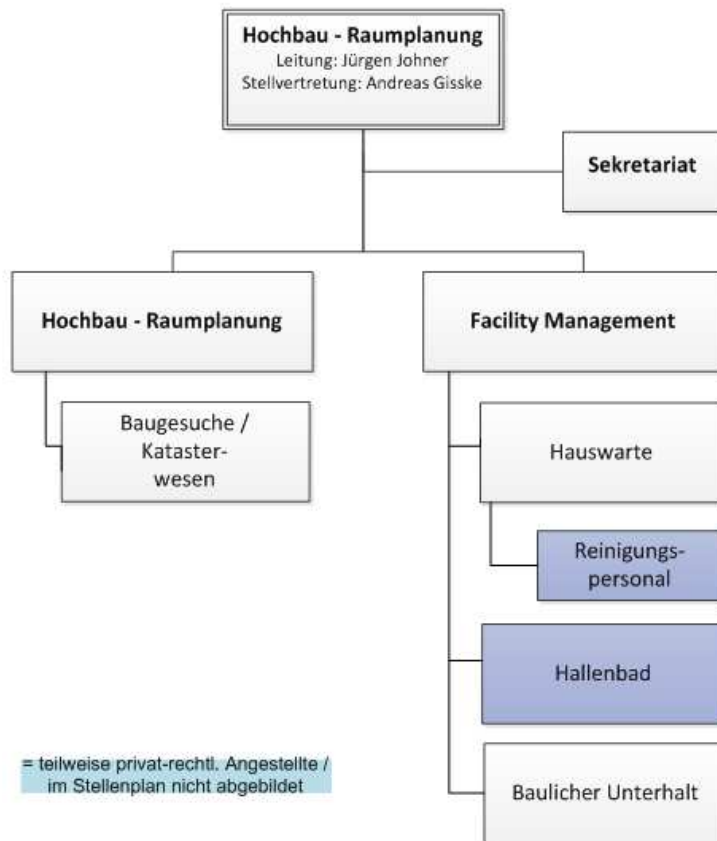 Hochbau - Raumplanung
Leitung: Jürgen Johner
Stellvertretung: Andreas Gisske
Sekretariat
Hochbau - Raumplanung
Facility Management
Baugesuche /
Kataster-
wesen
Hauswarte
Reinigungs-
personal
Hallenbad
= teilweise privat-rechtl. Angestellte /
im Stellenplan nicht abgebildet
Baulicher Unterhalt